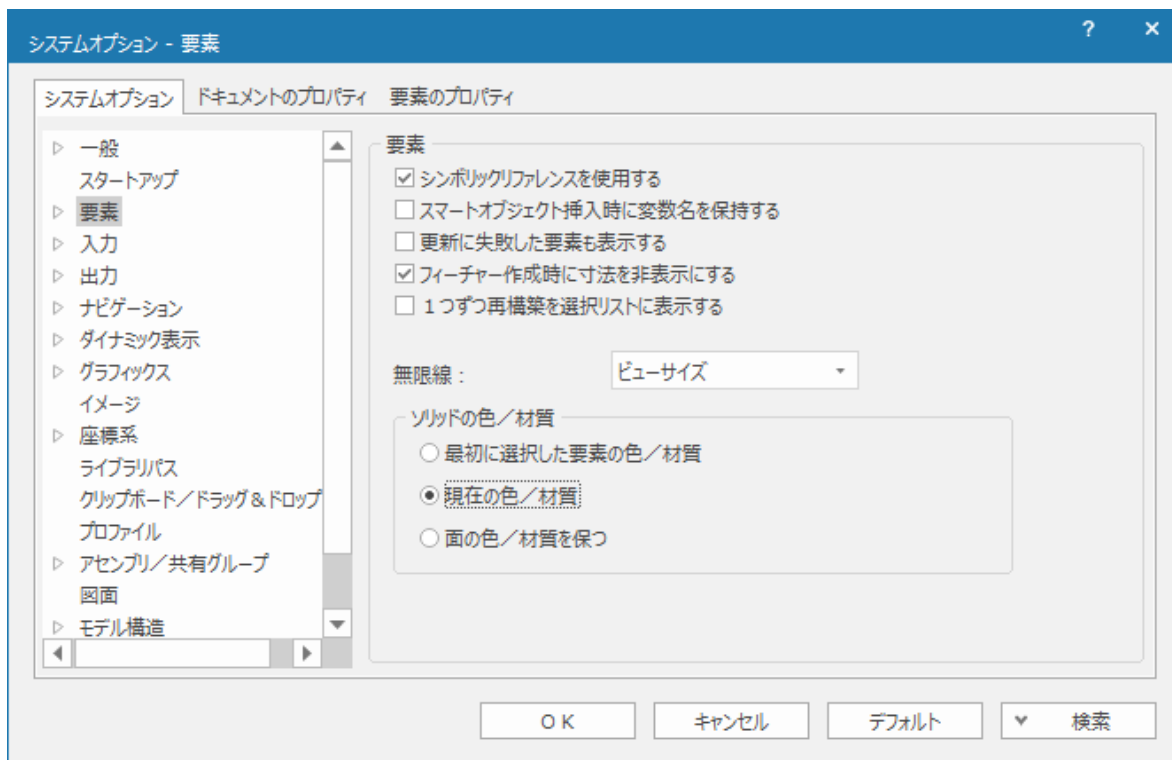 システムオプション - 要素
? ×
システムオプション ドキュメントのプロパティ 要素のプロパティ
一般
スタートアップ
要素
入力
出力
ナビゲーション
ダイナミック表示
グラフィックス
イメージ
座標系
ライブラリパス
クリップボード／ドラッグ＆ドロップ
プロファイル
アセンブリ／共有グループ
図面
モデル構造
要素
シンボリックリファレンスを使用する
スマートオブジェクト挿入時に変数名を保持する
更新に失敗した要素も表示する
フィーチャー作成時に寸法を非表示にする
１つずつ再構築を選択リストに表示する
無限線： ビューサイズ
ソリッドの色／材質
最初に選択した要素の色／材質
現在の色／材質
面の色／材質を保つ
ＯＫ キャンセル デフォルト 検索